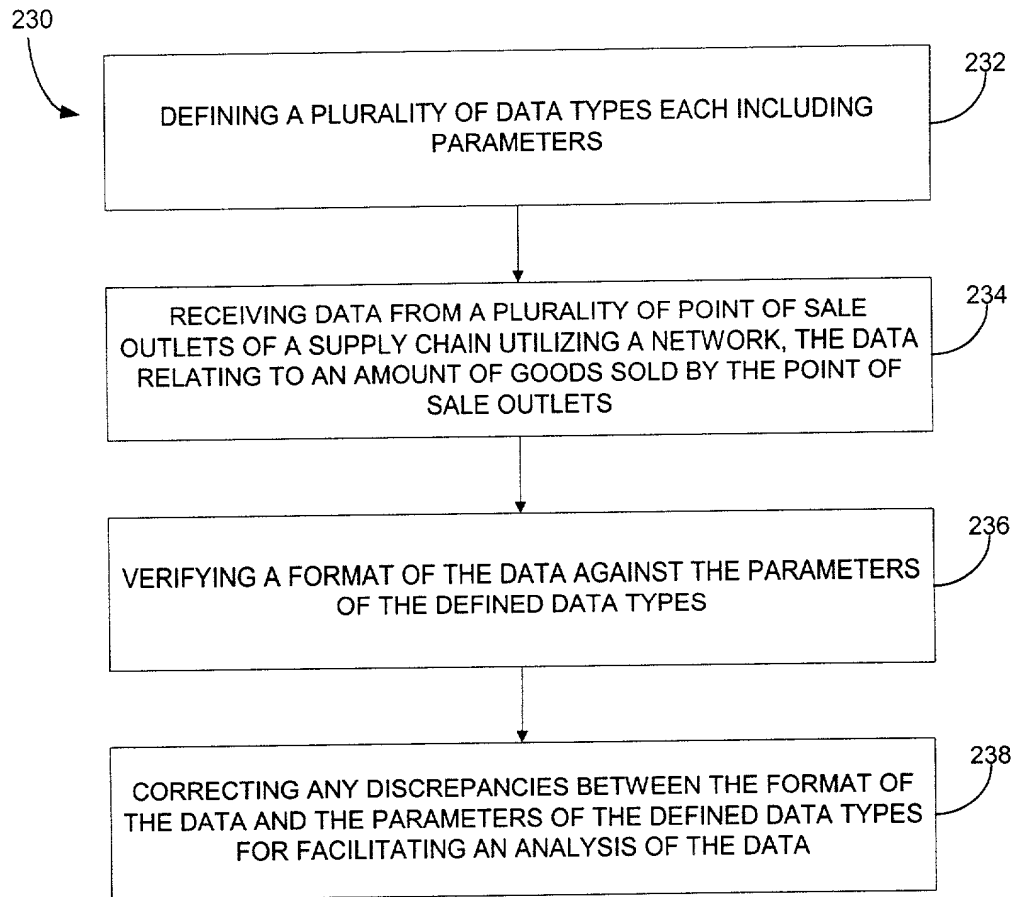 230
232
DEFINING A PLURALITY OF DATA TYPES EACH INCLUDING
PARAMETERS
234
RECEIVING DATA FROM A PLURALITY OF POINT OF SALE
OUTLETS OF A SUPPLY CHAIN UTILIZING A NETWORK, THE DATA
RELATING TO AN AMOUNT OF GOODS SOLD BY THE POINT OF
SALE OUTLETS
236
VERIFYING A FORMAT OF THE DATA AGAINST THE PARAMETERS
OF THE DEFINED DATA TYPES
238
CORRECTING ANY DISCREPANCIES BETWEEN THE FORMAT OF
THE DATA AND THE PARAMETERS OF THE DEFINED DATA TYPES
FOR FACILITATING AN ANALYSIS OF THE DATA